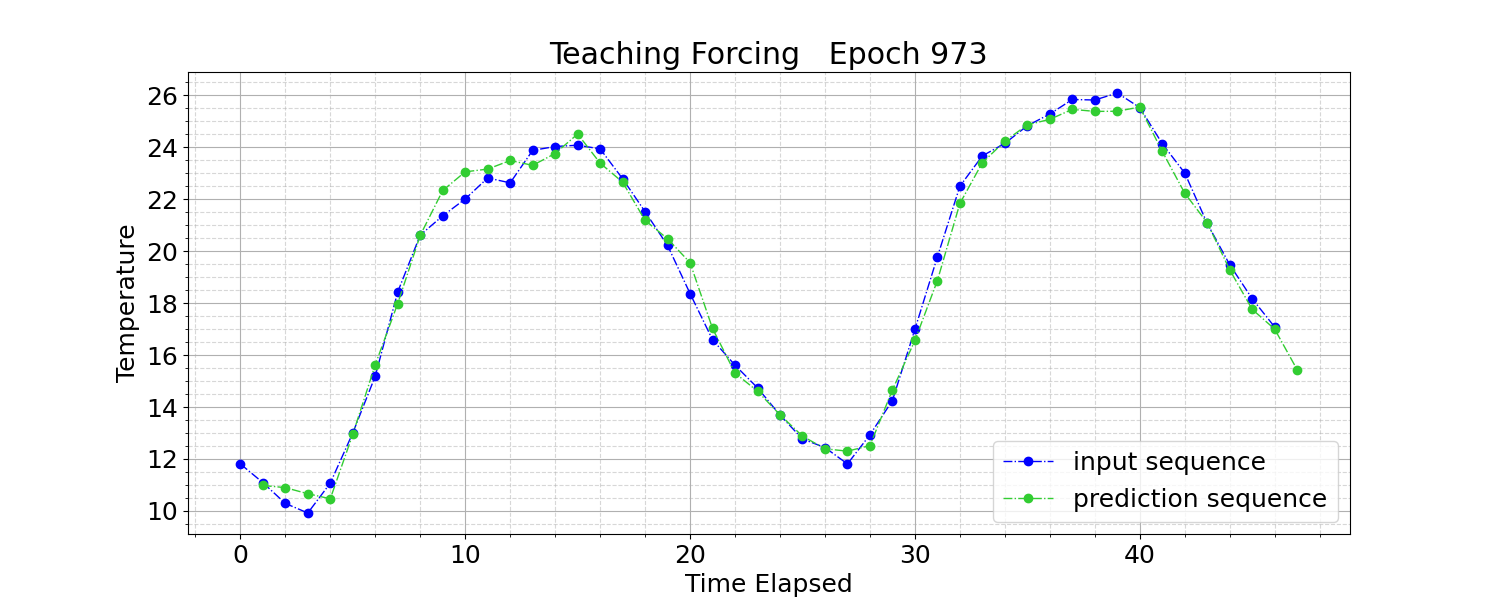 Teaching Forcing   Epoch 973
Temperature
26
24
22
20
18
16
14
12
10
0 10 20 30 40
Time Elapsed
input sequence
prediction sequence